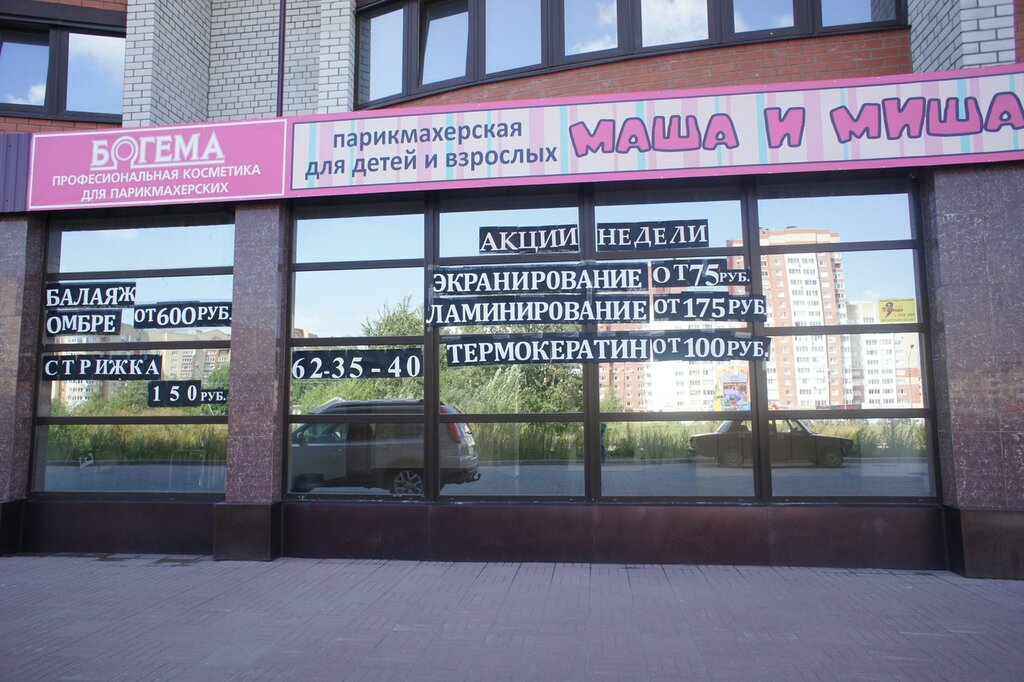 БОГЕМА
ПРОФЕСИОНАЛЬНАЯ КОСМЕТИКА
ДЛЯ ПАРИКМАХЕРСКИХ
парикмахерская
для детей и взрослых
МАША И МИША
АКЦИИ НЕДЕЛИ
ЭКРАНИРОВАНИЕ ОТ 75 РУБ.
ЛАМИНИРОВАНИЕ ОТ 175 РУБ.
ТЕРМОКЕРАТИН ОТ 100 РУБ.
БАЛАЯЖ
ОМБРЕ ОТ 600 РУБ.
СТРИЖКА
150 РУБ.
62-35-40